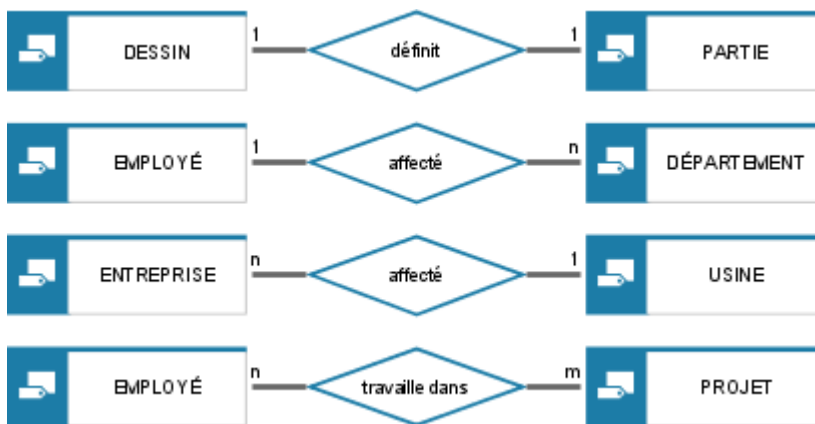 DESSIN 1 définit 1 PARTIE
EMPLOYÉ 1 affecté n DÉPARTEMENT
ENTREPRISE n affecté 1 USINE
EMPLOYÉ n travaille dans m PROJET